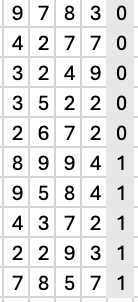 9 7 8 3 0
4 2 7 7 0
3 2 4 9 0
3 5 2 2 0
2 6 7 2 0
8 9 9 4 1
9 5 8 4 1
4 3 7 2 1
2 2 9 3 1
7 8 5 7 1